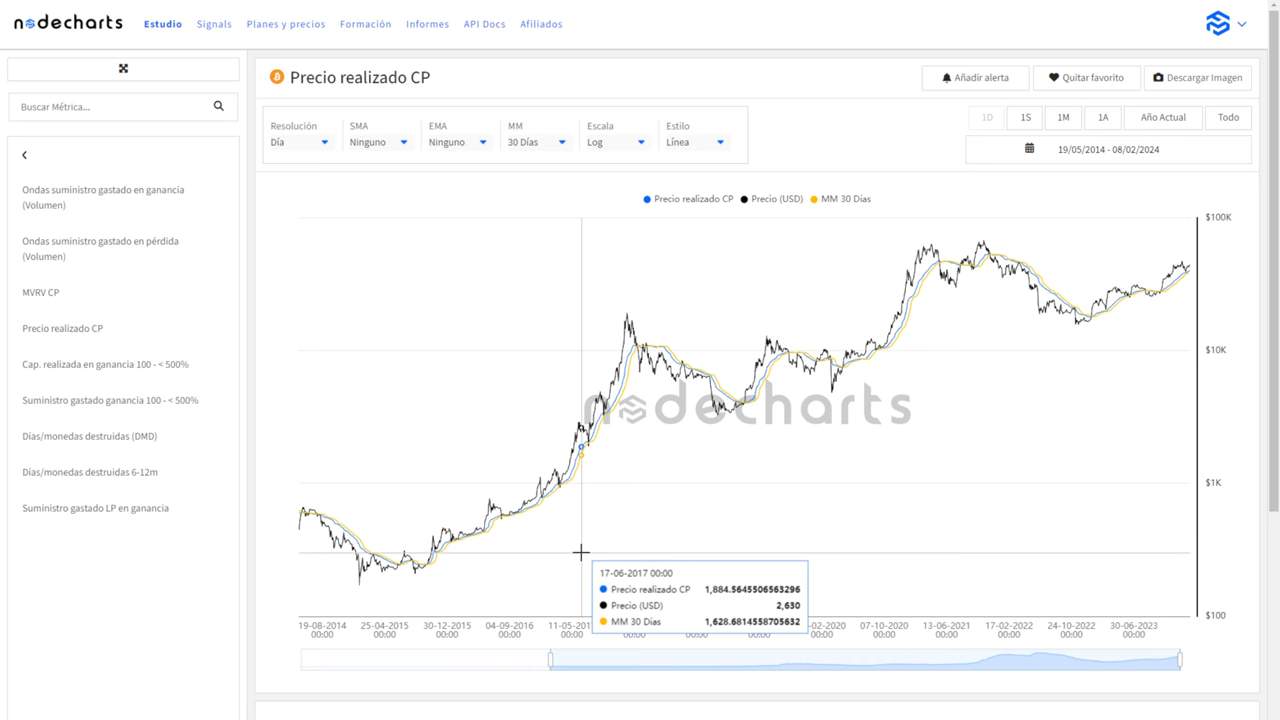 nodecharts
Estudio
Signals
Planes y precios
Formación
Informes
API Docs
Afiliados
Buscar Métrica...
Ondas suministro gastado en ganancia
(Volumen)
Ondas suministro gastado en pérdida
(Volumen)
MVRV CP
Precio realizado CP
Cap. realizada en ganancia 100 - < 500%
Suministro gastado ganancia 100 - < 500%
Días/monedas destruidas (DMD)
Días/monedas destruidas 6-12m
Suministro gastado LP en ganancia
Precio realizado CP
Añadir alerta
Quitar favorito
Descargar Imagen
Resolución
Día
SMA
Ninguno
EMA
Ninguno
MM
30 Días
Escala
Log
Estilo
Línea
1D
1S
1M
1A
Año Actual
Todo
19/05/2014 - 08/02/2024
Precio realizado CP
Precio (USD)
MM 30 Días
$100K
$10K
$1K
$100
nodecharts
17-06-2017 00:00
Precio realizado CP 1,884.5645506563296
Precio (USD) 2,630
MM 30 Días 1,628.6814558705632
19-08-2014
00:00
25-04-2015
00:00
30-12-2015
00:00
04-09-2016
00:00
11-05-201
00:00
00:00
00:00
-02-2020
00:00
07-10-2020
00:00
13-06-2021
00:00
17-02-2022
00:00
24-10-2022
00:00
30-06-2023
00:00